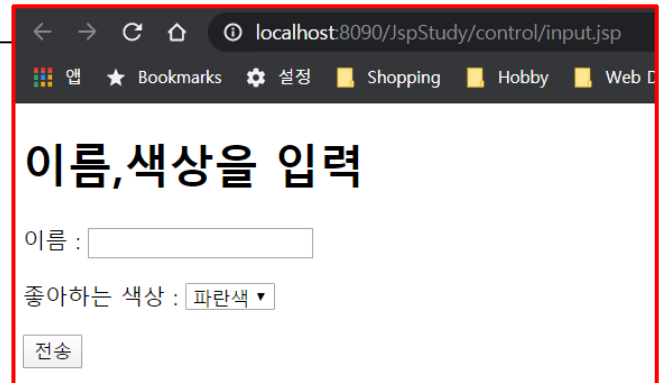 localhost:8090/JspStudy/control/input.jsp
앱 Bookmarks 설정 Shopping Hobby Web D
이름,색상을 입력
이름 :
좋아하는 색상 : 파란색
전송